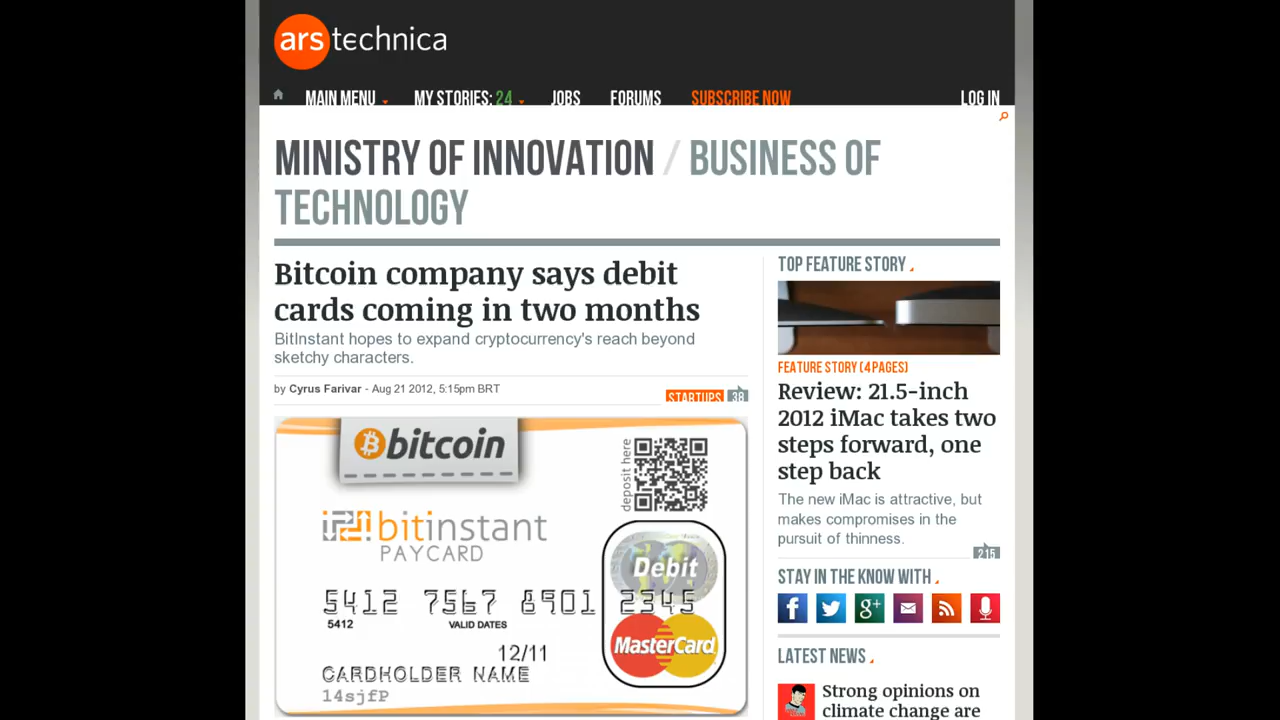 ars technica
MAIN MENU MY STORIES: 24 JOBS FORUMS SUBSCRIBE NOW LOG IN
MINISTRY OF INNOVATION / BUSINESS OF
TECHNOLOGY
Bitcoin company says debit
cards coming in two months
BitInstant hopes to expand cryptocurrency's reach beyond
sketchy characters.
by Cyrus Farivar - Aug 21 2012, 5:15pm BRT
STARTUPS 38
bitcoin
deposit here
bitinstant
PAYCARD
Debit
5412 7567 8901 2345
5412 VALID DATES
12/11
MasterCard
CARDHOLDER NAME
14sjfP
TOP FEATURE STORY
FEATURE STORY (4 PAGES)
Review: 21.5-inch
2012 iMac takes two
steps forward, one
step back
The new iMac is attractive, but
makes compromises in the
pursuit of thinness.
215
STAY IN THE KNOW WITH
LATEST NEWS
Strong opinions on
climate change are